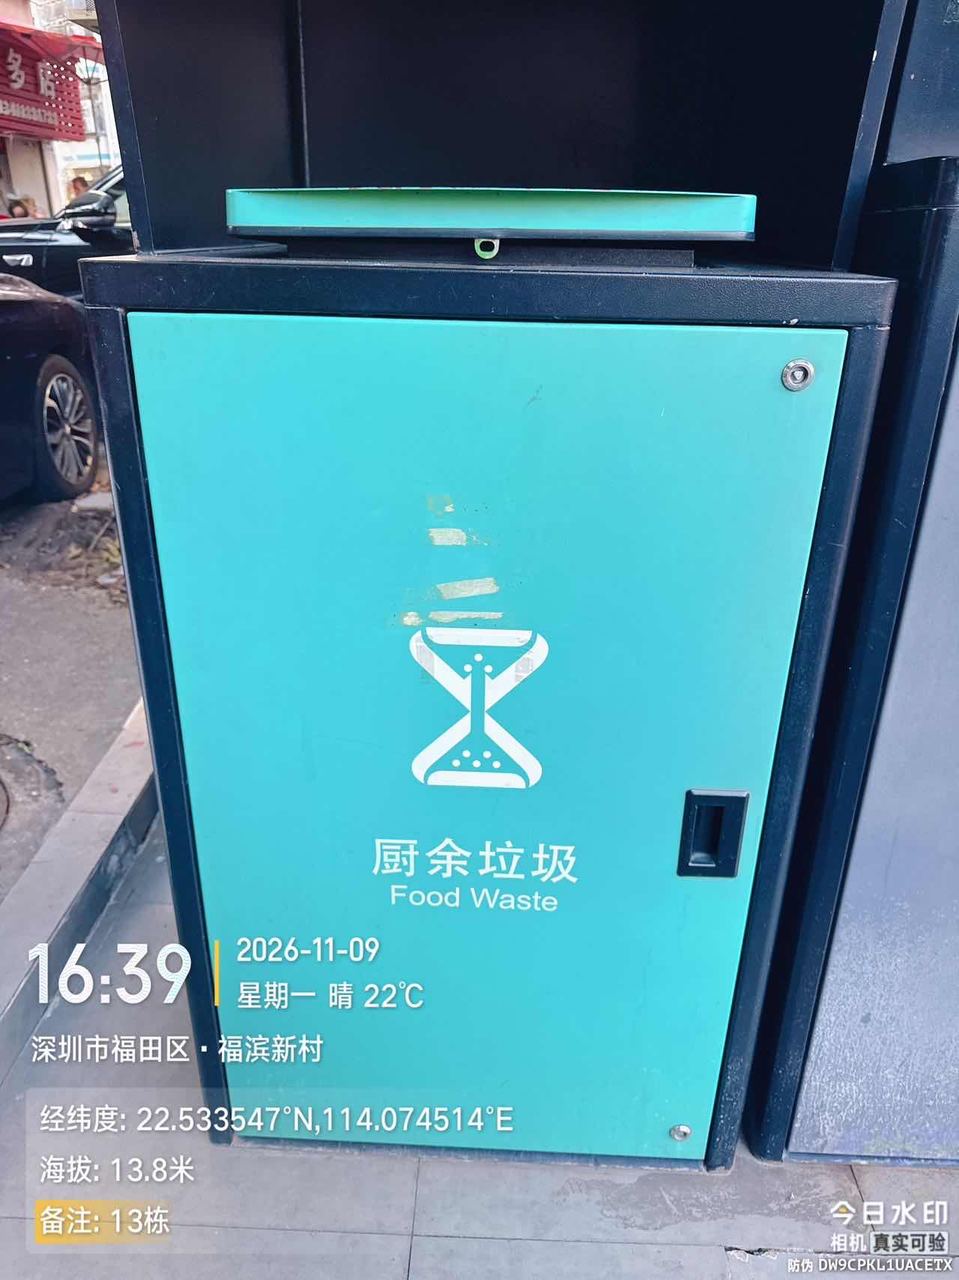 多店
厨余垃圾
Food Waste
16:39
2026-11-09
星期一 晴 22℃
深圳市福田区·福滨新村
经纬度: 22.533547°N,114.074514°E
海拔: 13.8米
备注: 13栋
今日水印
相机 真实可验
防伪 DW9CPKL1UACETX